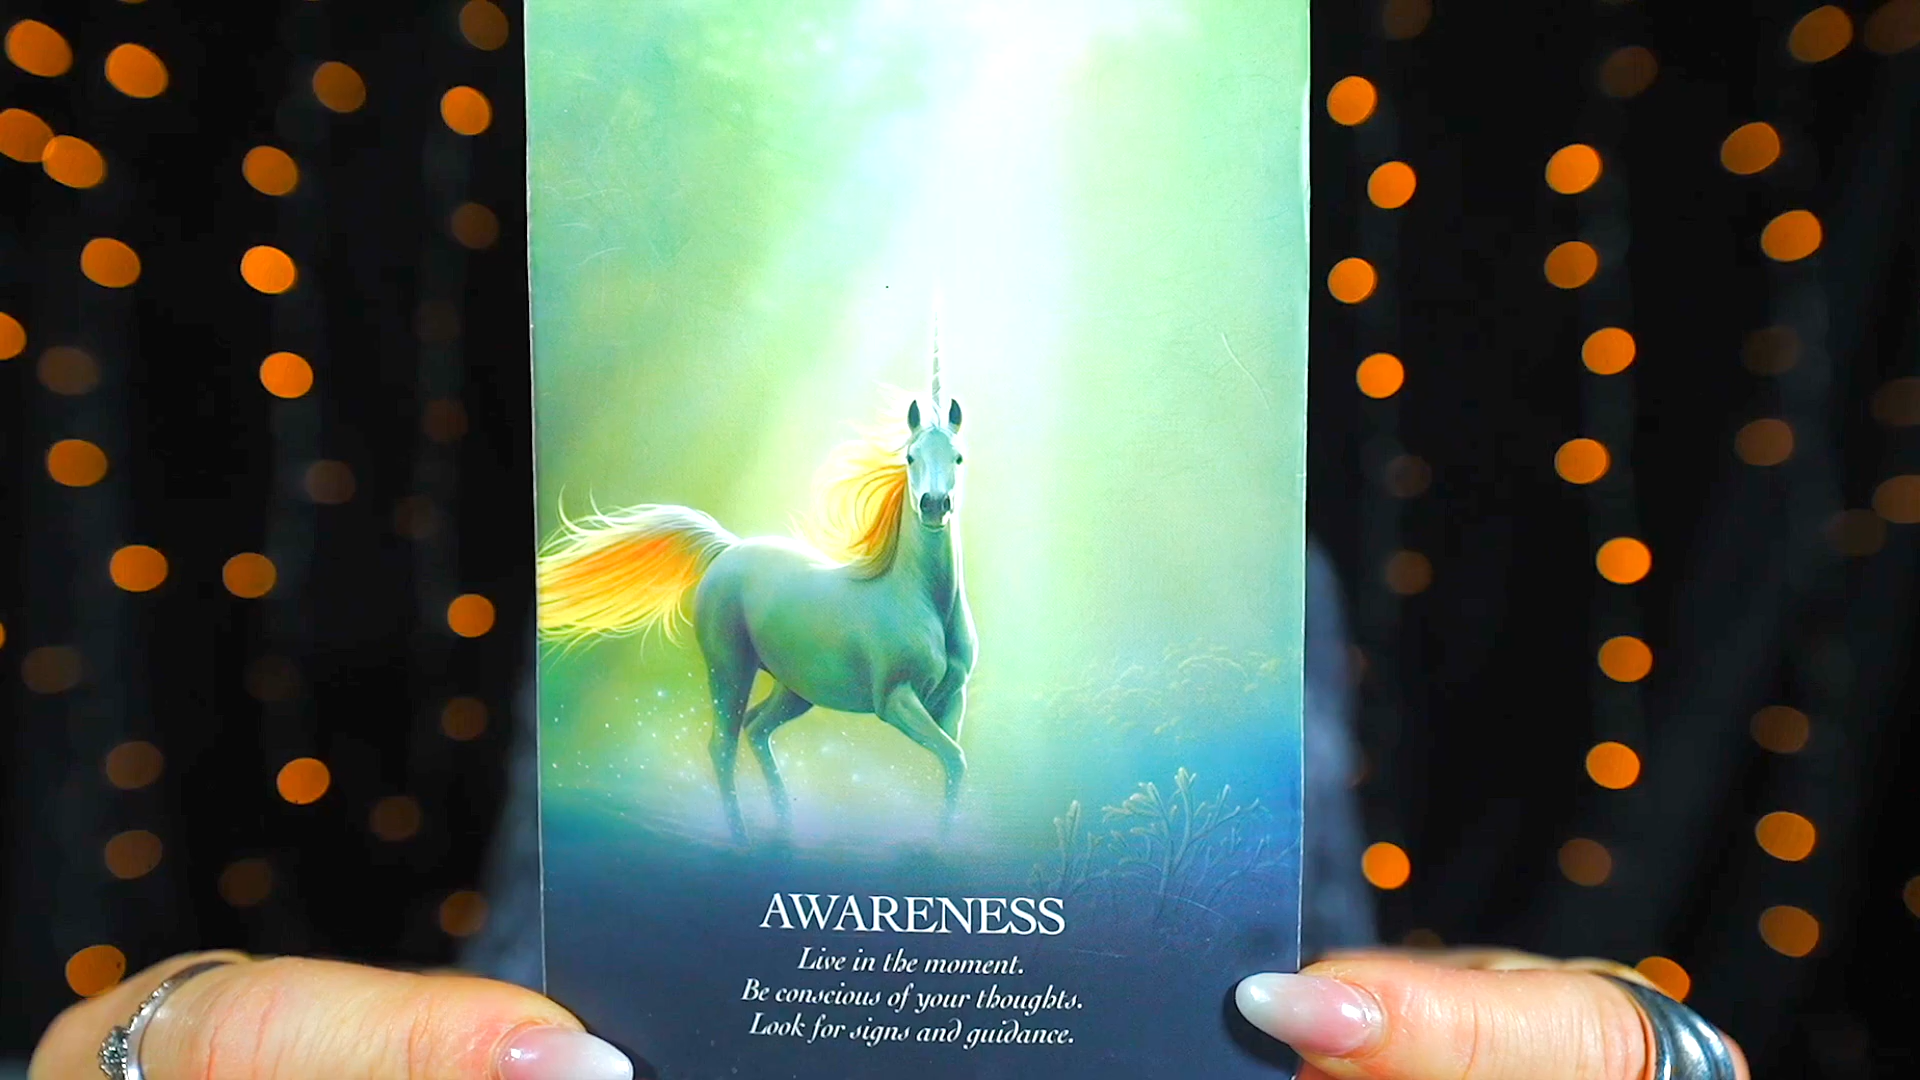 AWARENESS
Live in the moment.
Be conscious of your thoughts.
Look for signs and guidance.